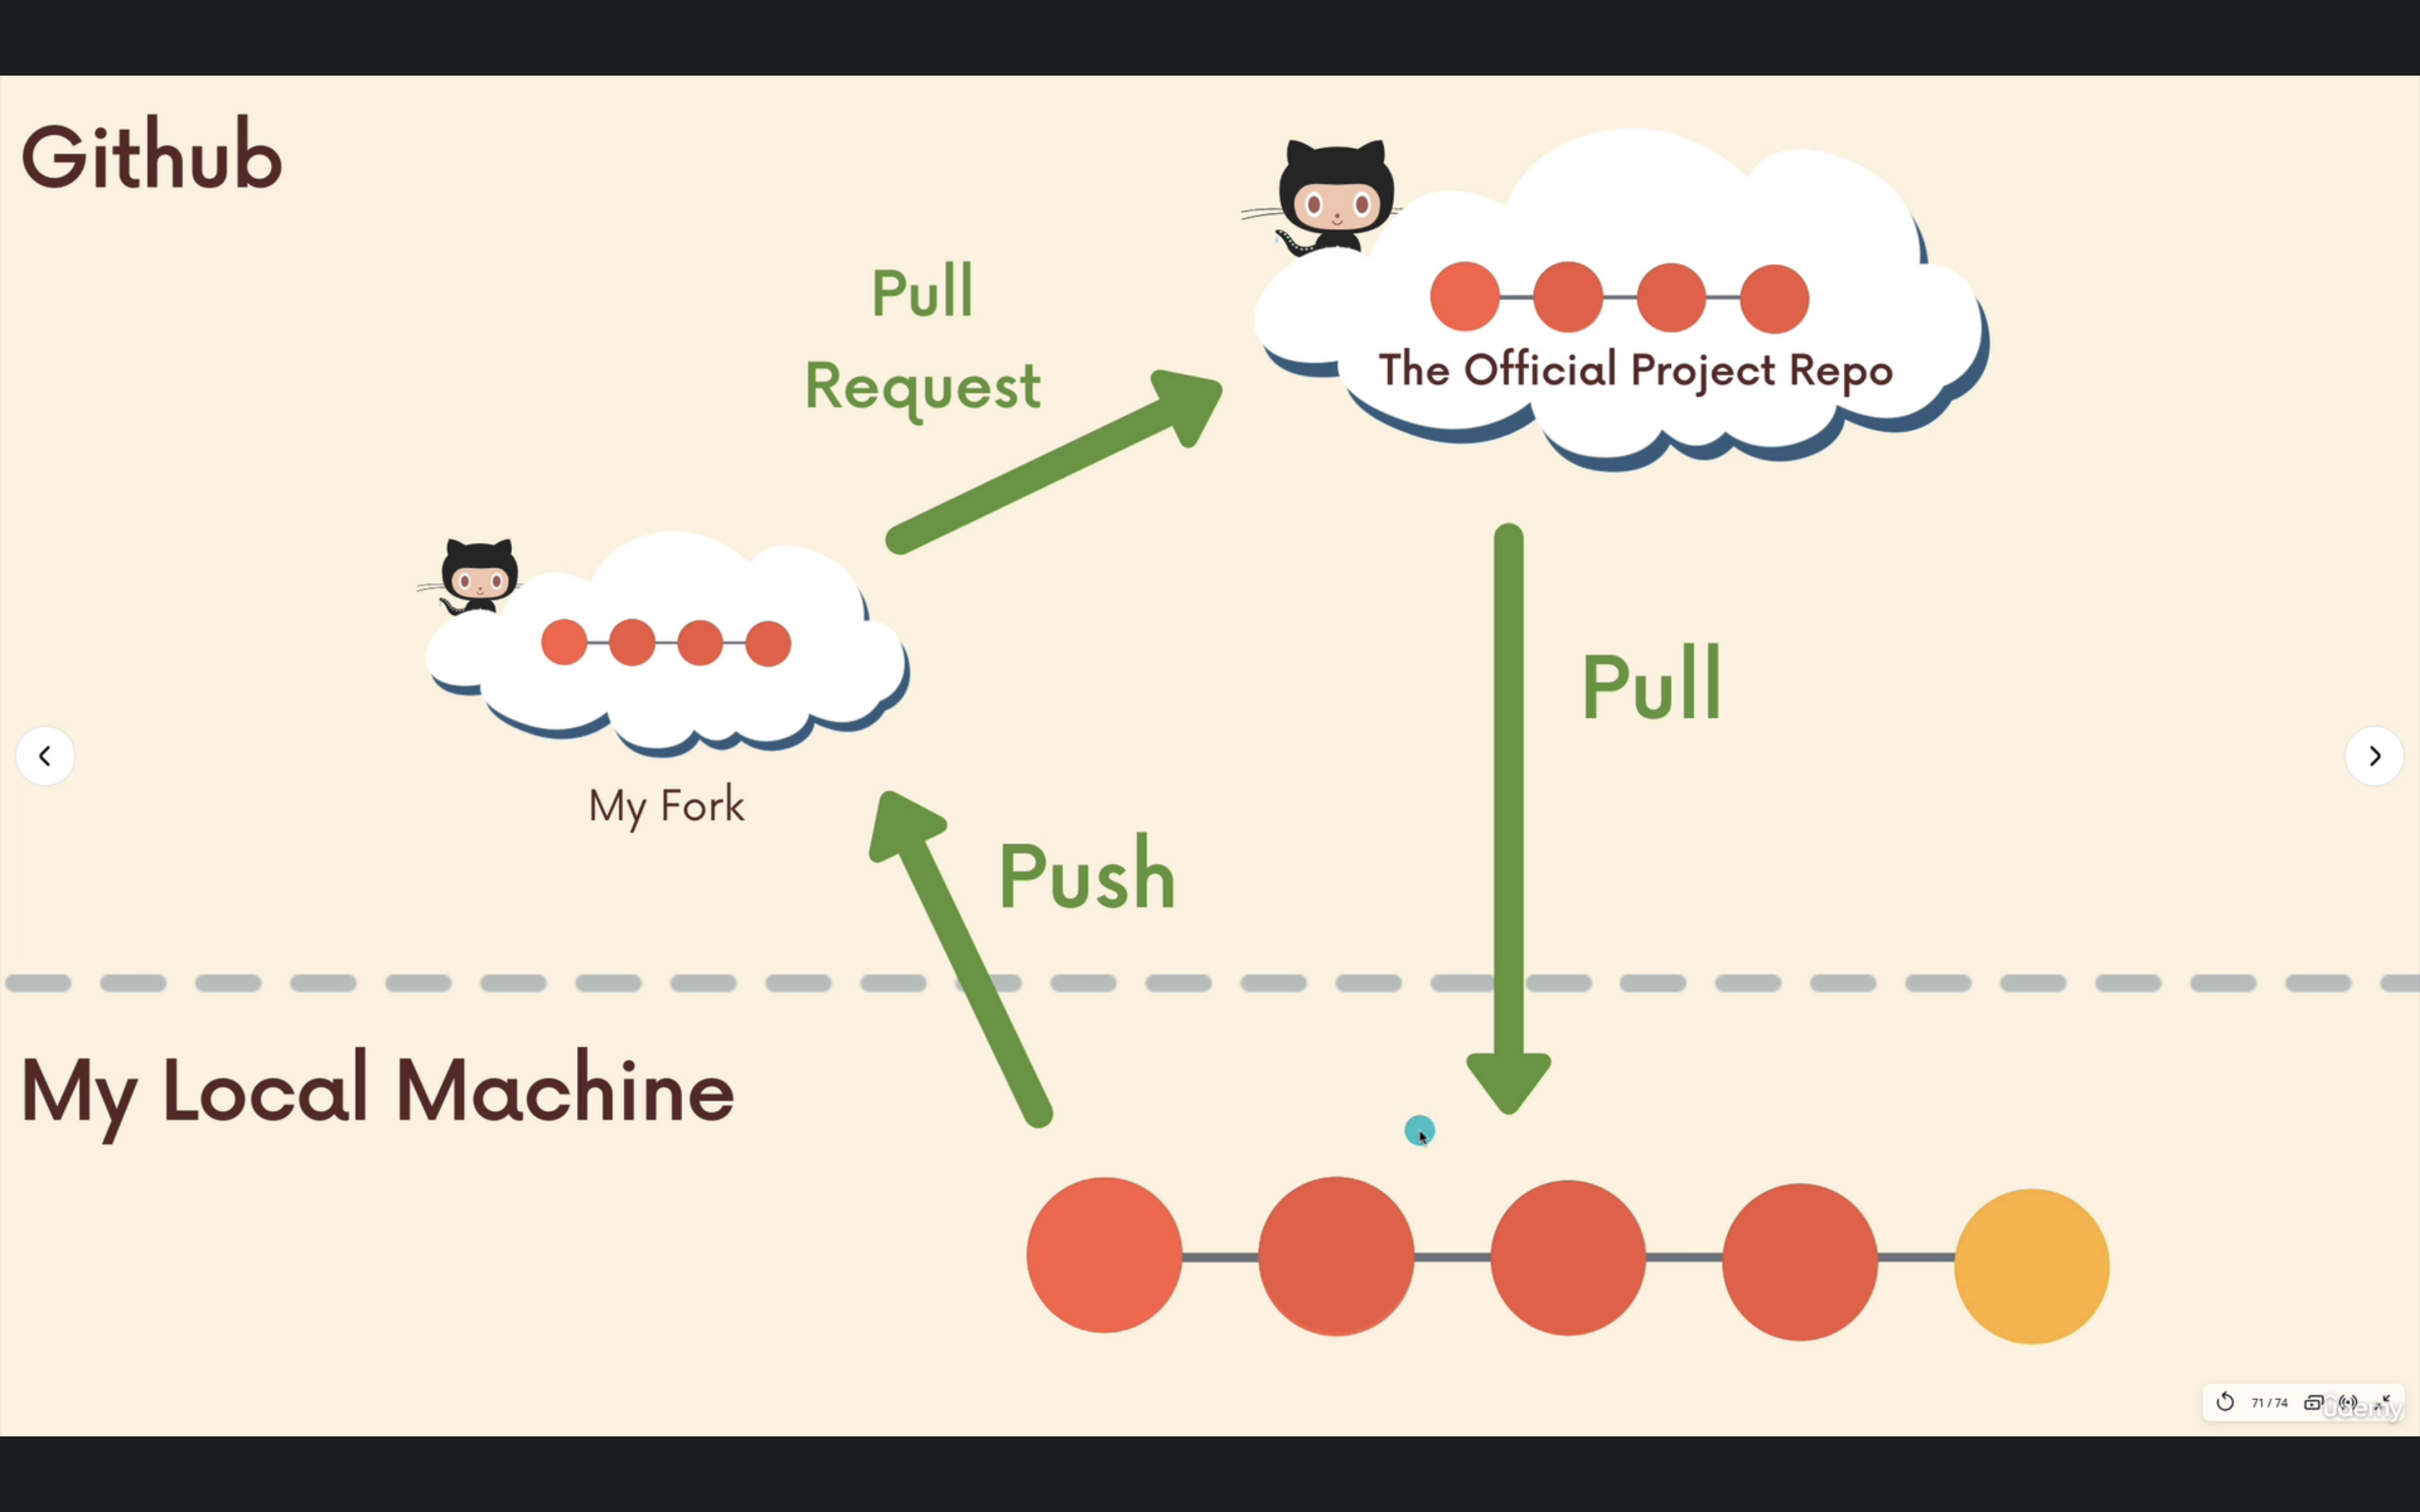 Github
Pull
Request
The Official Project Repo
Pull
My Fork
Push
My Local Machine
71 / 74
Udemy